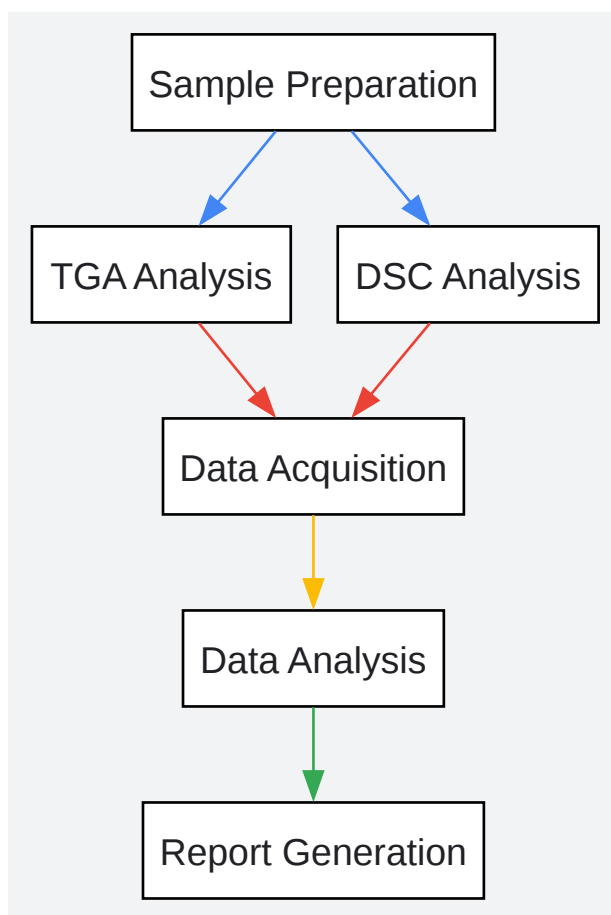 Sample Preparation
TGA Analysis
DSC Analysis
Data Acquisition
Data Analysis
Report Generation